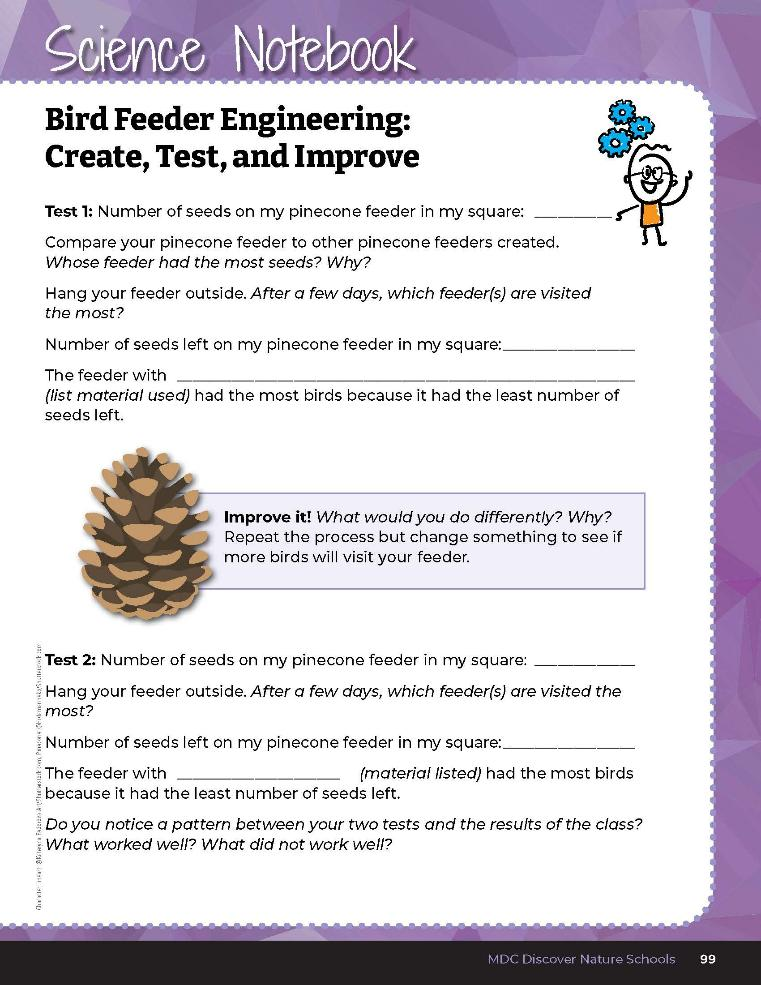 Science Notebook
Bird Feeder Engineering:
Create, Test, and Improve
Test 1: Number of seeds on my pinecone feeder in my square: __________
Compare your pinecone feeder to other pinecone feeders created.
Whose feeder had the most seeds? Why?
Hang your feeder outside. After a few days, which feeder(s) are visited
the most?
Number of seeds left on my pinecone feeder in my square:_________________
The feeder with ___________________________________________________________
(list material used) had the most birds because it had the least number of
seeds left.
Improve it! What would you do differently? Why?
Repeat the process but change something to see if
more birds will visit your feeder.
Test 2: Number of seeds on my pinecone feeder in my square: _____________
Hang your feeder outside. After a few days, which feeder(s) are visited the
most?
Number of seeds left on my pinecone feeder in my square:_________________
The feeder with _____________________ (material listed) had the most birds
because it had the least number of seeds left.
Do you notice a pattern between your two tests and the results of the class?
What worked well? What did not work well?
MDC Discover Nature Schools 99